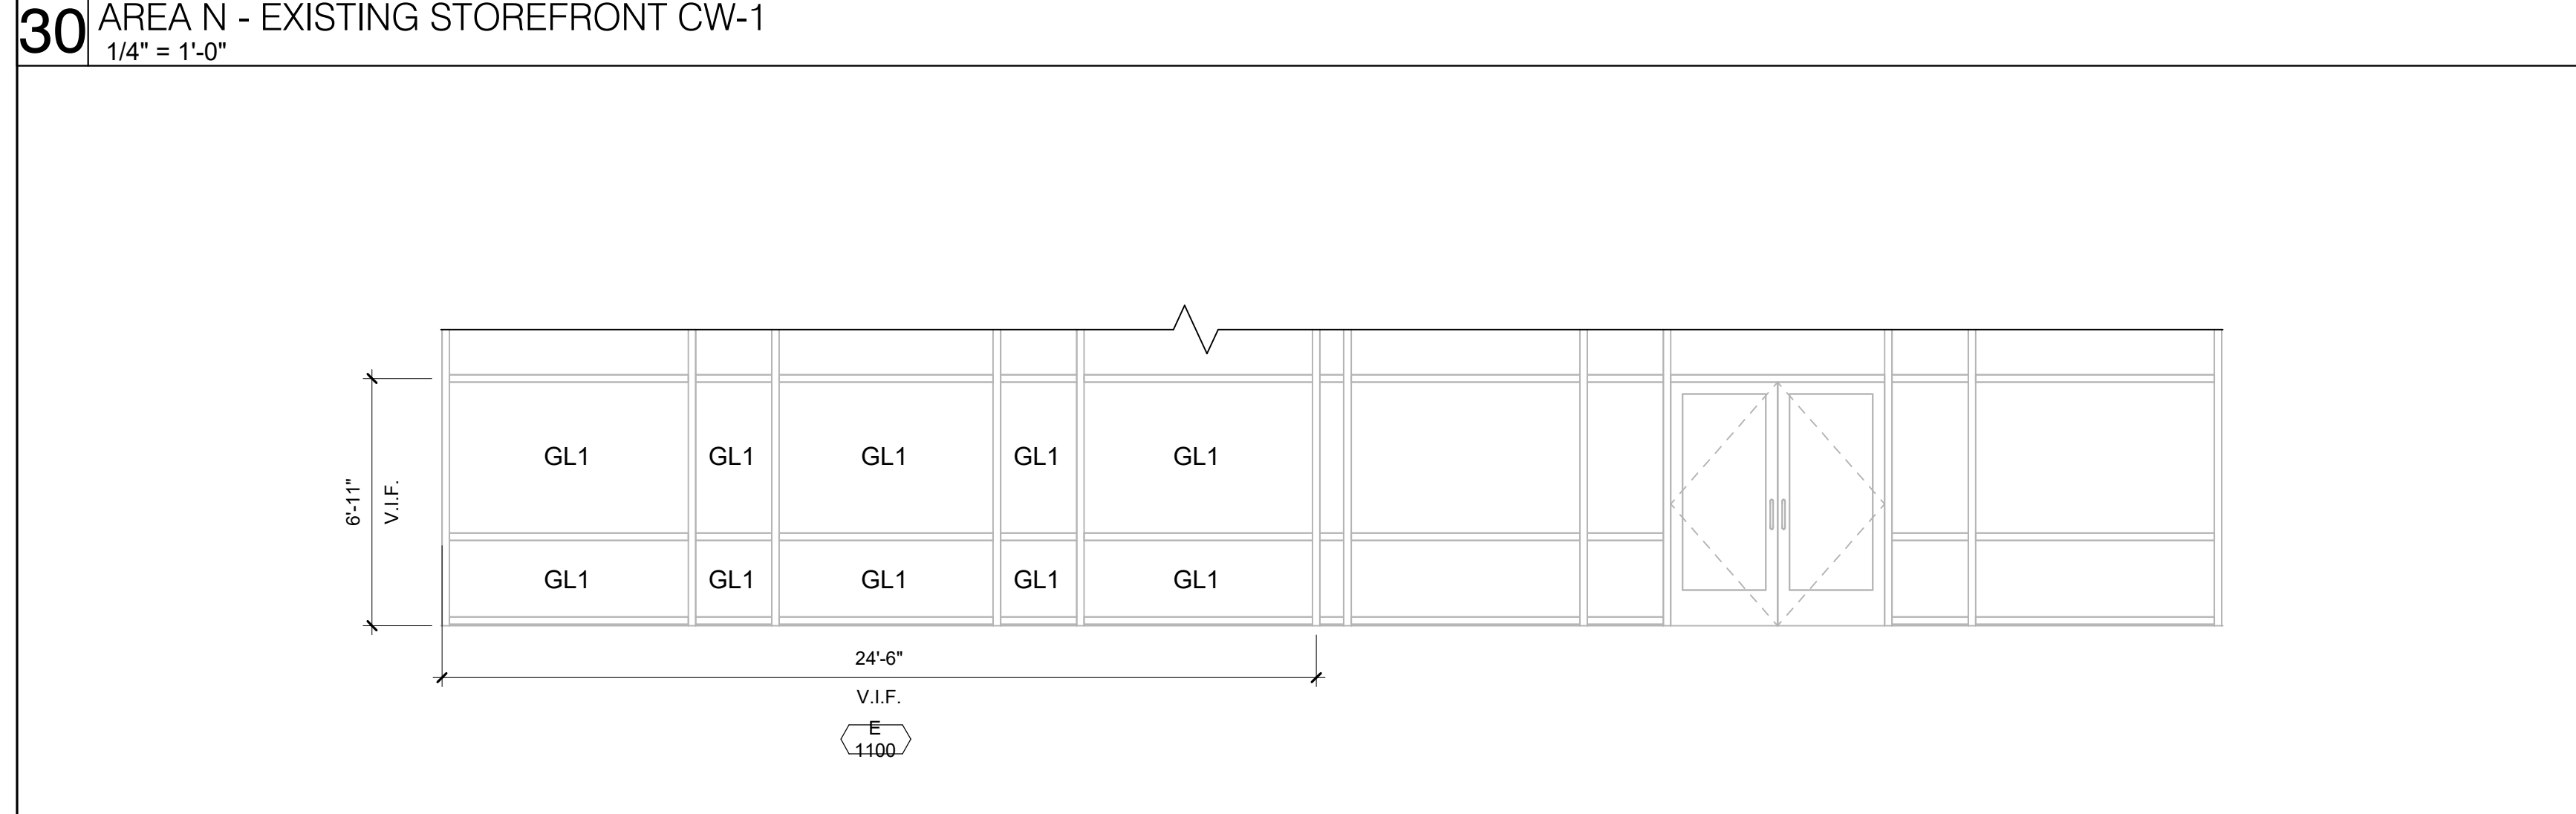 30
AREA N - EXISTING STOREFRONT CW-1
1/4" = 1'-0"
GL1 GL1 GL1 GL1 GL1
6'-11"
V.I.F.
GL1 GL1 GL1 GL1 GL1
24'-6"
V.I.F.
E
1100